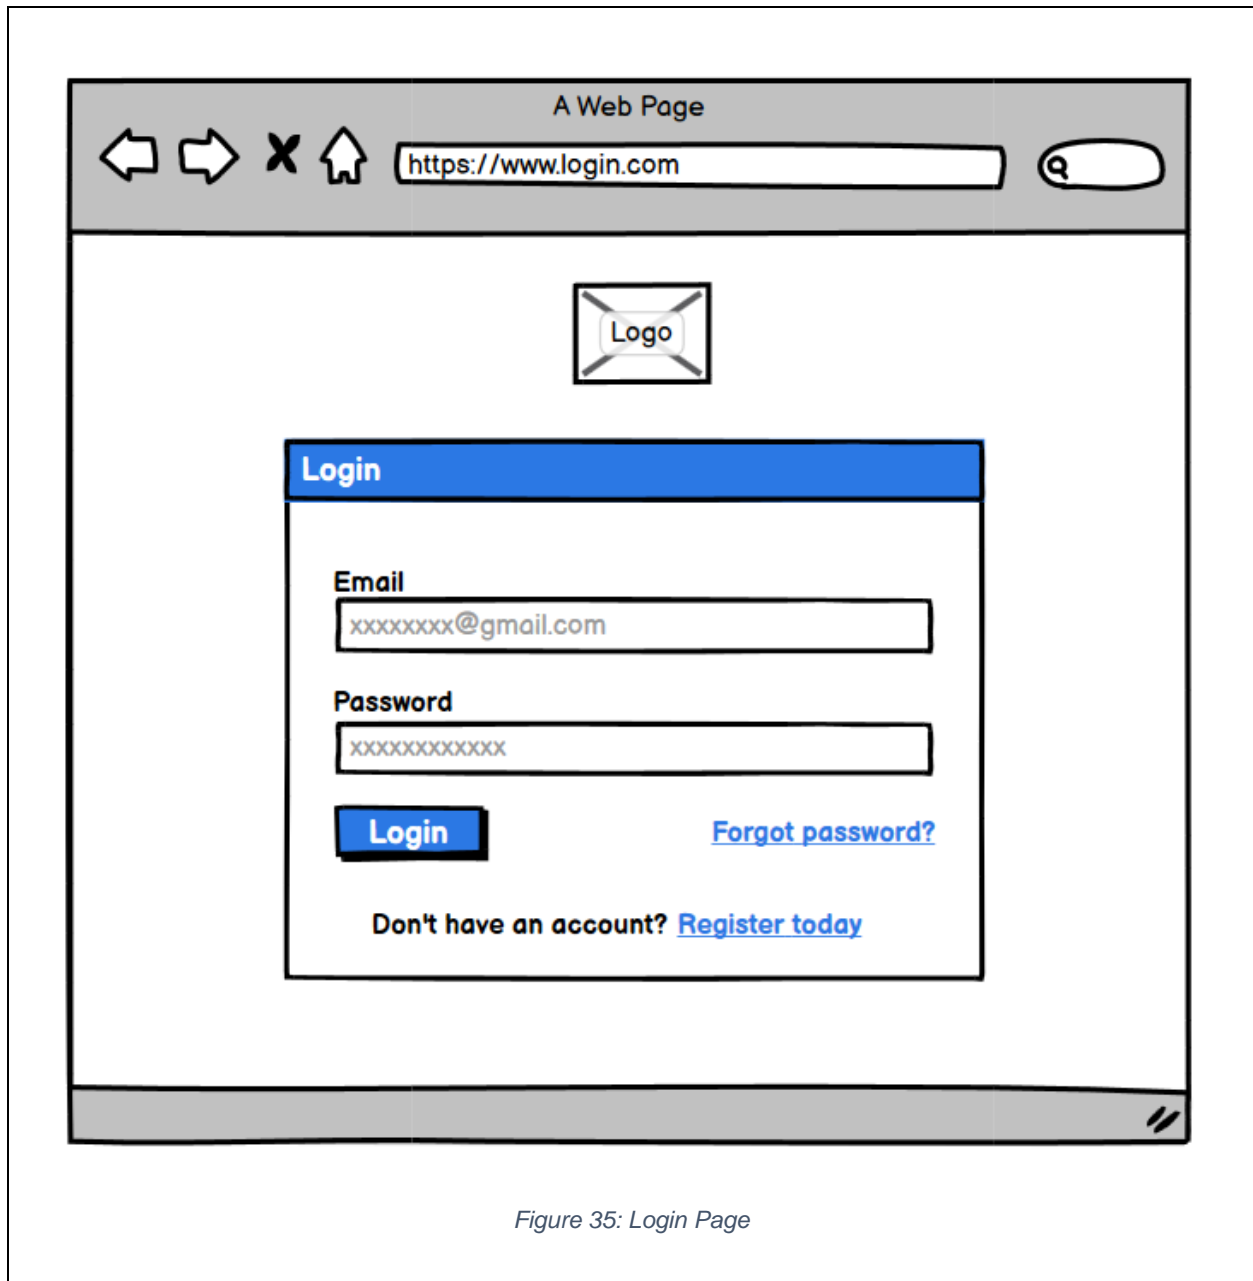 A Web Page
https://www.login.com
Logo
Login
Email
xxxxxxxx@gmail.com
Password
xxxxxxxxxxxx
Login
Forgot password?
Don't have an account? Register today
Figure 35: Login Page